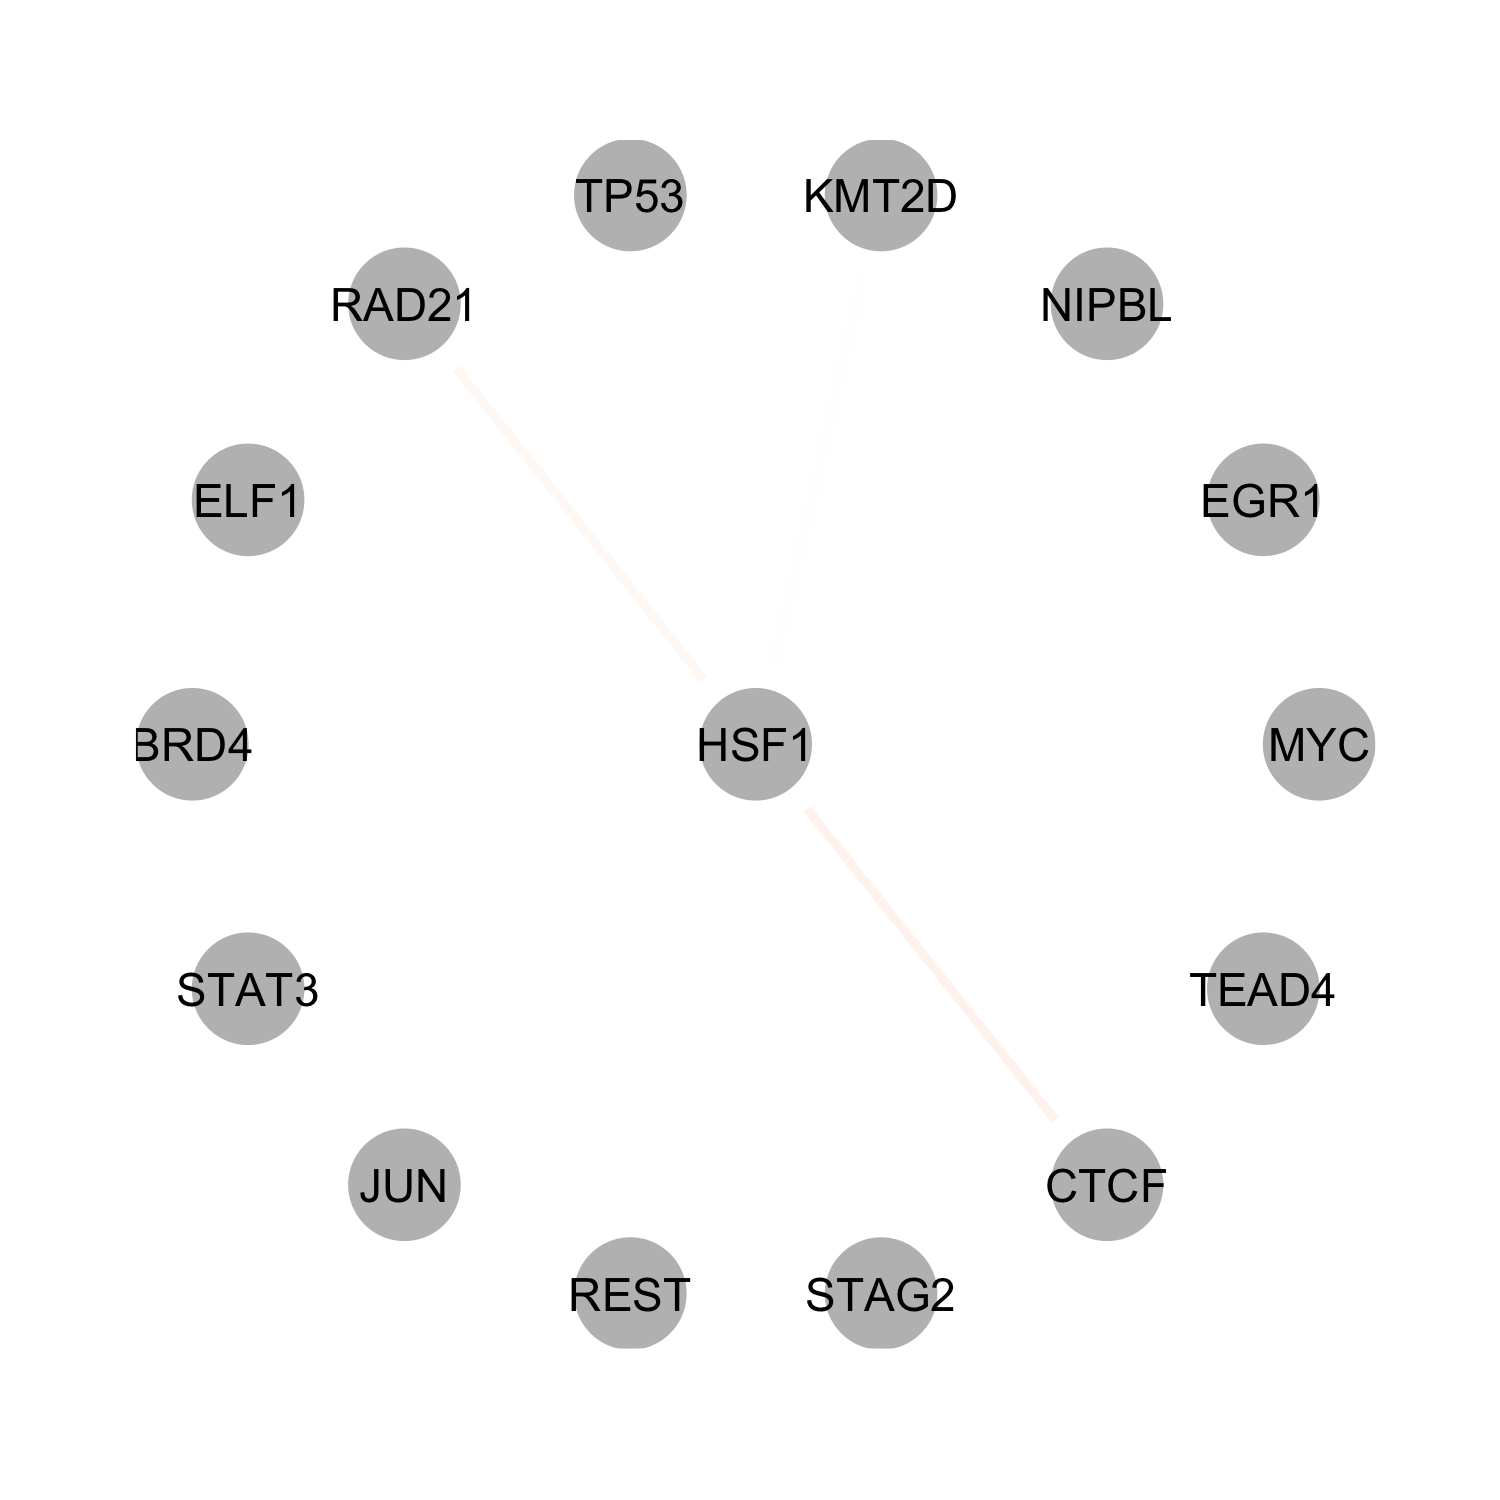 TP53
KMT2D
RAD21
NIPBL
ELF1
EGR1
BRD4
HSF1
MYC
STAT3
TEAD4
JUN
CTCF
REST
STAG2